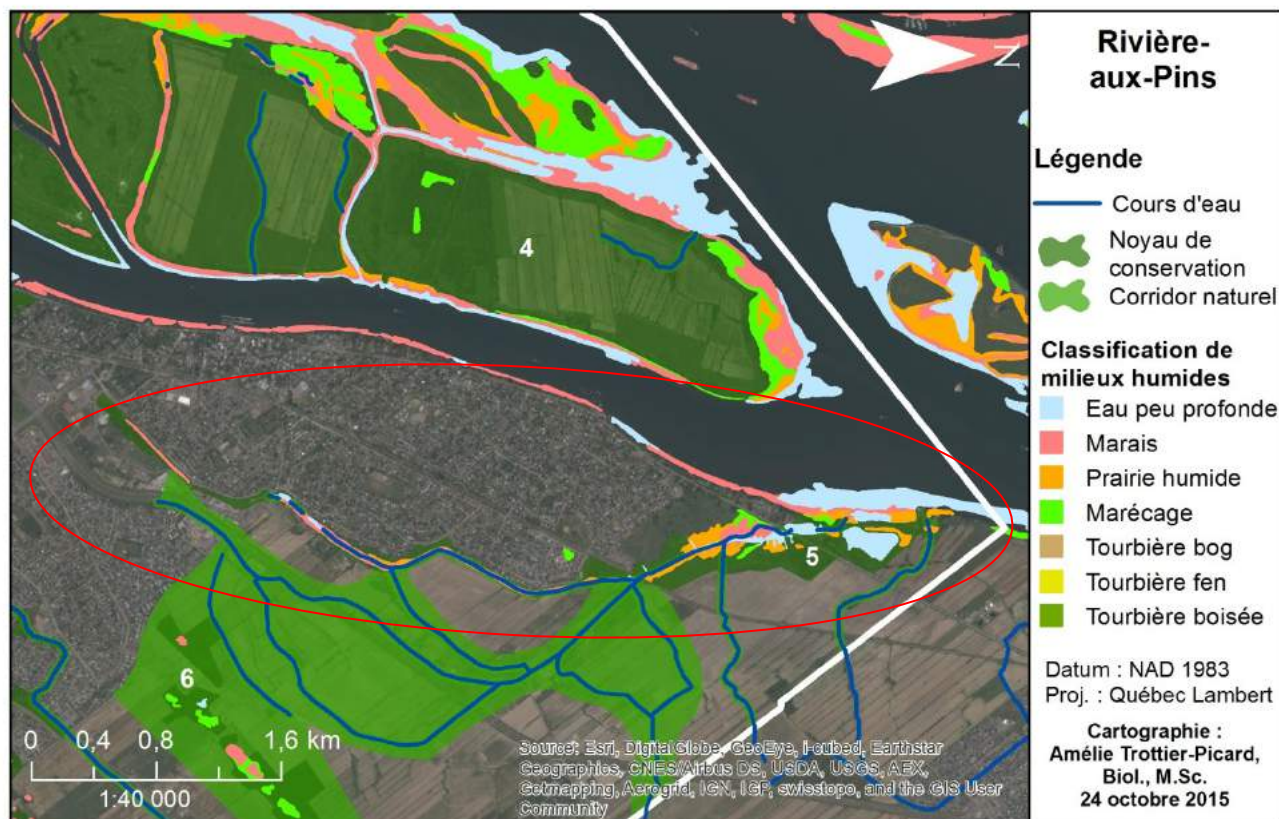 Rivière-
aux-Pins
N
Légende
Cours d'eau
Noyau de
conservation
Corridor naturel
Classification de
milieux humides
Eau peu profonde
Marais
Prairie humide
Marécage
Tourbière bog
Tourbière fen
Tourbière boisée
Datum : NAD 1983
Proj. : Québec Lambert
Cartographie :
Amélie Trottier-Picard,
Biol., M.Sc.
24 octobre 2015
4
5
6
0 0,4 0,8 1,6 km
1:40 000
Source: Esri, DigitalGlobe, GeoEye, i-cubed, Earthstar
Geographics, CNES/Airbus DS, USDA, USGS, AEX,
Getmapping, Aerogrid, IGN, IGP, swisstopo, and the GIS User
Community